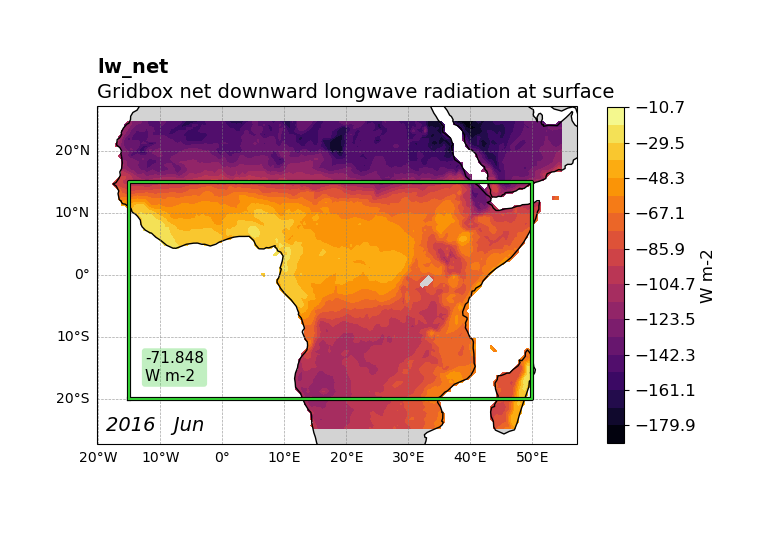 lw_net
Gridbox net downward longwave radiation at surface
20°N
10°N
0°
10°S
20°S
20°W
10°W
0°
10°E
20°E
30°E
40°E
50°E
-71.848
W m-2
2016 Jun
−10.7
−29.5
−48.3
−67.1
−85.9
−104.7
−123.5
−142.3
−161.1
−179.9
W m-2